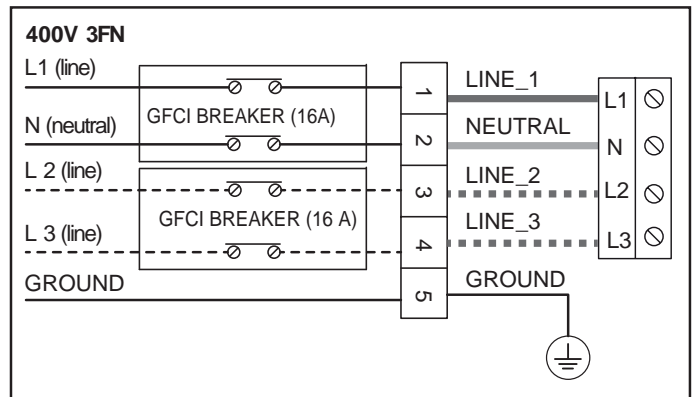 400V 3FN
L1 (line)
GFCI BREAKER (16A)
N (neutral)
L 2 (line)
GFCI BREAKER (16 A)
L 3 (line)
GROUND
1
2
3
4
5
LINE_1
NEUTRAL
LINE_2
LINE_3
GROUND
L1
N
L2
L3